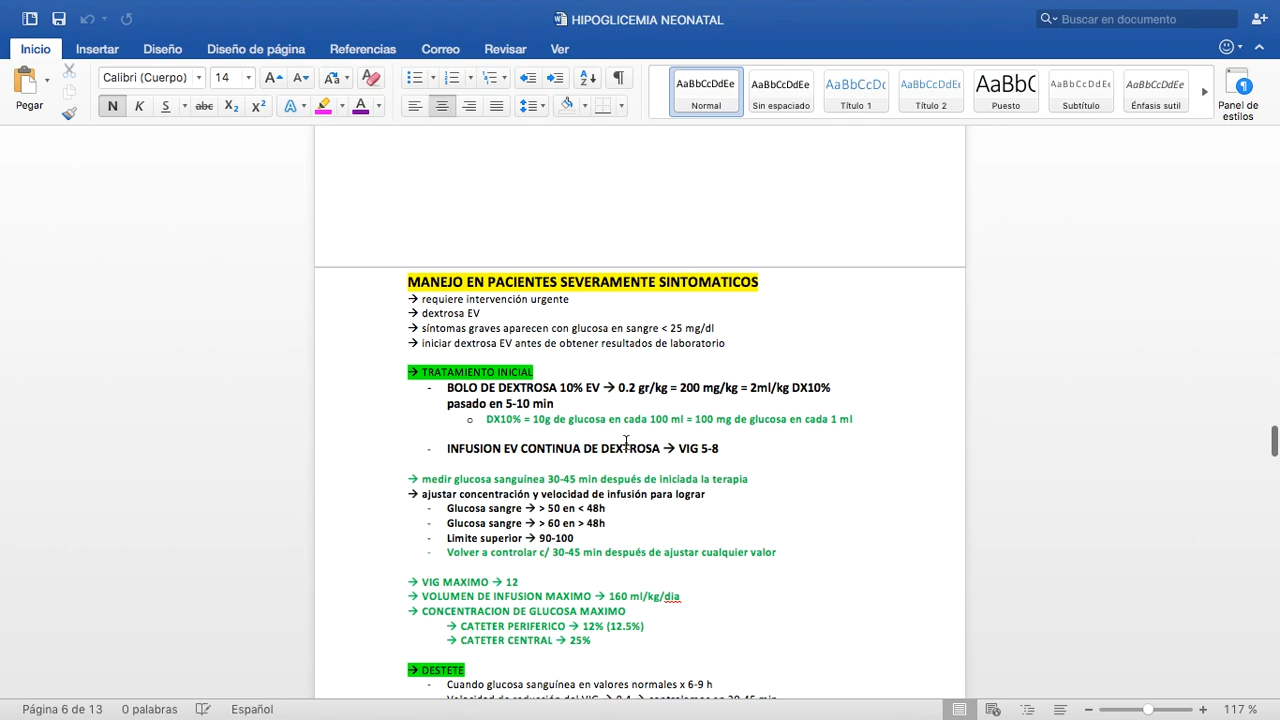 HIPOGLICEMIA NEONATAL
Buscar en documento
Inicio Insertar Diseño Diseño de página Referencias Correo Revisar Ver
Pegar
Calibri (Cuerpo) 14
N K S abc X₂ X²
AaBbCcDdEe AaBbCcDdEe AaBbCcDc AaBbCcDdEe AaBbC AaBbCcDdEe AaBbCcDdEe
Normal Sin espaciado Título 1 Título 2 Puesto Subtítulo Énfasis sutil
Panel de
estilos
MANEJO EN PACIENTES SEVERAMENTE SINTOMATICOS
→ requiere intervención urgente
→ dextrosa EV
→ síntomas graves aparecen con glucosa en sangre < 25 mg/dl
→ iniciar dextrosa EV antes de obtener resultados de laboratorio
→ TRATAMIENTO INICIAL
- BOLO DE DEXTROSA 10% EV → 0.2 gr/kg = 200 mg/kg = 2ml/kg DX10%
pasado en 5-10 min
o DX10% = 10g de glucosa en cada 100 ml = 100 mg de glucosa en cada 1 ml
- INFUSION EV CONTINUA DE DEXTROSA → VIG 5-8
→ medir glucosa sanguínea 30-45 min después de iniciada la terapia
→ ajustar concentración y velocidad de infusión para lograr
- Glucosa sangre → > 50 en < 48h
- Glucosa sangre → > 60 en > 48h
- Limite superior → 90-100
- Volver a controlar c/ 30-45 min después de ajustar cualquier valor
→ VIG MAXIMO → 12
→ VOLUMEN DE INFUSION MAXIMO → 160 ml/kg/dia
→ CONCENTRACION DE GLUCOSA MAXIMO
→ CATETER PERIFERICO → 12% (12.5%)
→ CATETER CENTRAL → 25%
→ DESTETE
- Cuando glucosa sanguínea en valores normales x 6-9 h
Página 6 de 13 0 palabras Español 117 %